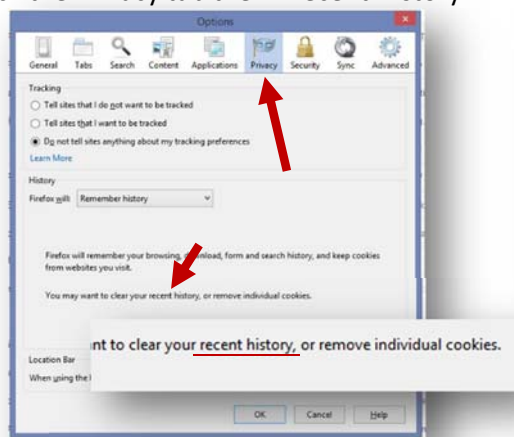 Options
General Tabs Search Content Applications Privacy Security Sync Advanced
Tracking
Tell sites that I do not want to be tracked
Tell sites that I want to be tracked
Do not tell sites anything about my tracking preferences
Learn More
History
Firefox will: Remember history
Firefox will remember your browsing, download, form and search history, and keep cookies
from websites you visit.
You may want to clear your recent history, or remove individual cookies.
nt to clear your recent history, or remove individual cookies.
Location Bar
When using the
OK Cancel Help